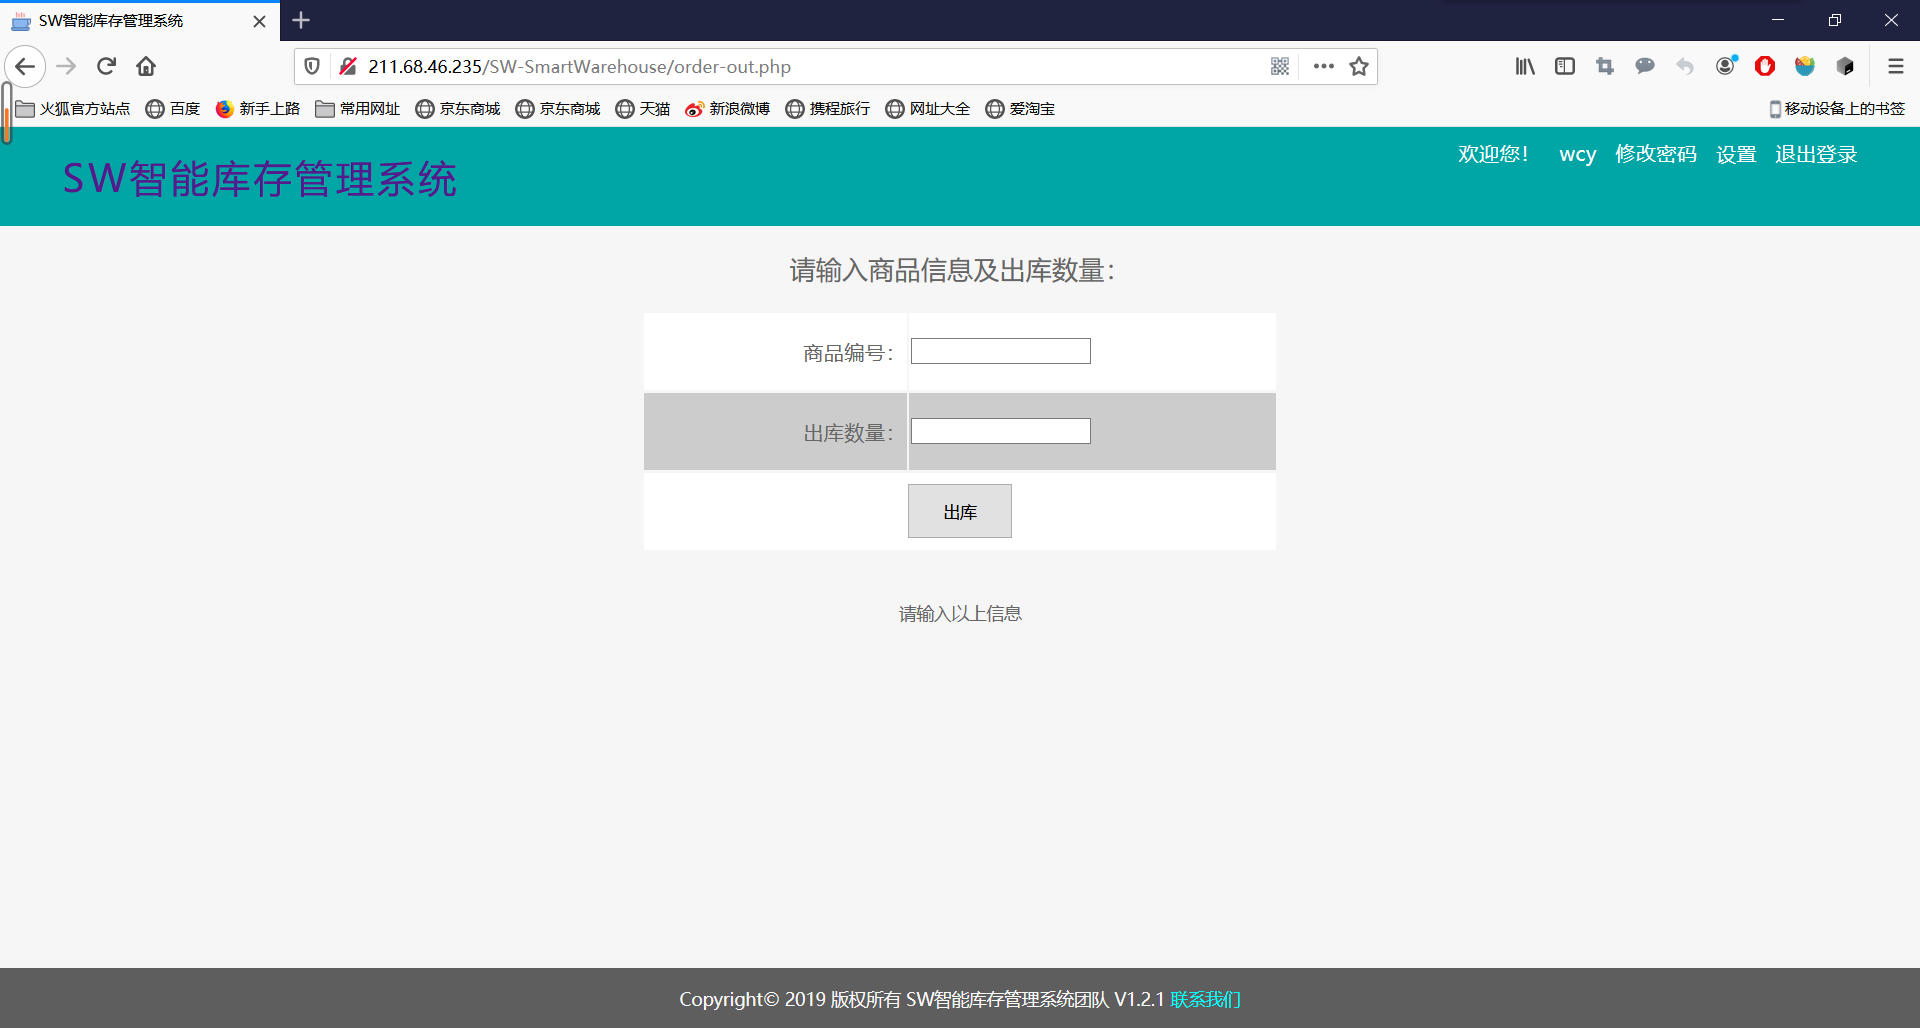 SW智能库存管理系统
211.68.46.235/SW-SmartWarehouse/order-out.php
火狐官方站点 百度 新手上路 常用网址 京东商城 京东商城 天猫 新浪微博 携程旅行 网址大全 爱淘宝 移动设备上的书签
SW智能库存管理系统
欢迎您！ wcy 修改密码 设置 退出登录
请输入商品信息及出库数量：
商品编号：
出库数量：
出库
请输入以上信息
Copyright© 2019 版权所有 SW智能库存管理系统团队 V1.2.1 联系我们